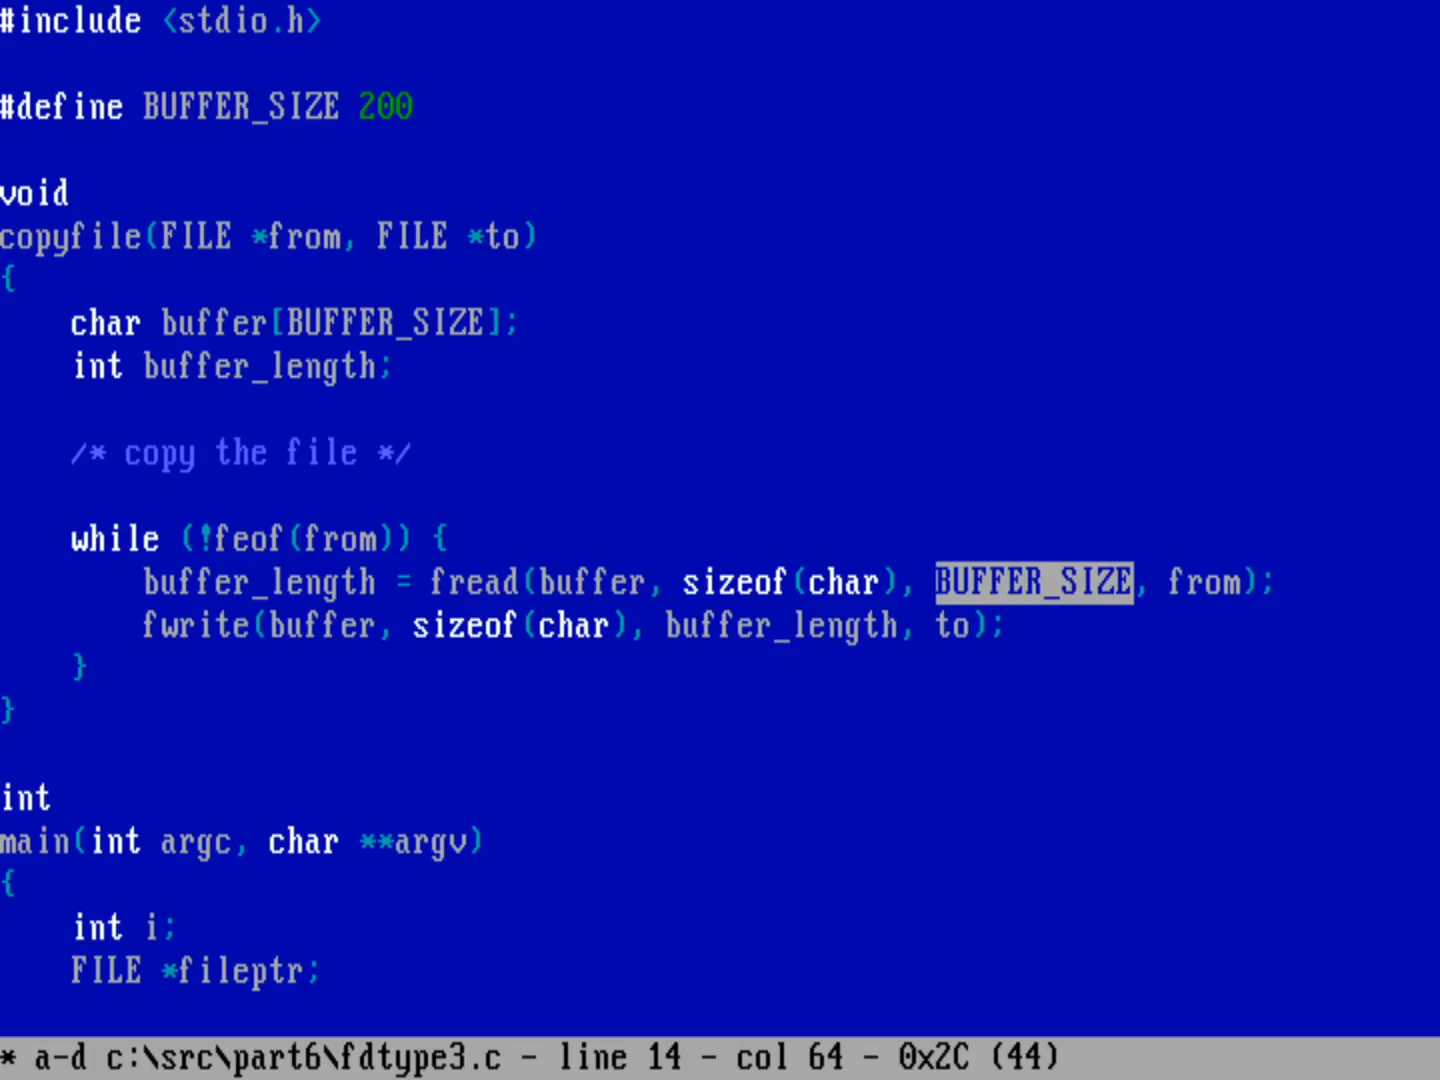 #include <stdio.h>
#define BUFFER_SIZE 200
void
copyfile(FILE *from, FILE *to)
{
    char buffer[BUFFER_SIZE];
    int buffer_length;
    /* copy the file */
    while (!feof(from)) {
        buffer_length = fread(buffer, sizeof(char), BUFFER_SIZE, from);
        fwrite(buffer, sizeof(char), buffer_length, to);
    }
}
int
main(int argc, char **argv)
{
    int i;
    FILE *fileptr;
* a-d c:\src\part6\fdtype3.c - line 14 - col 64 - 0x2C (44)